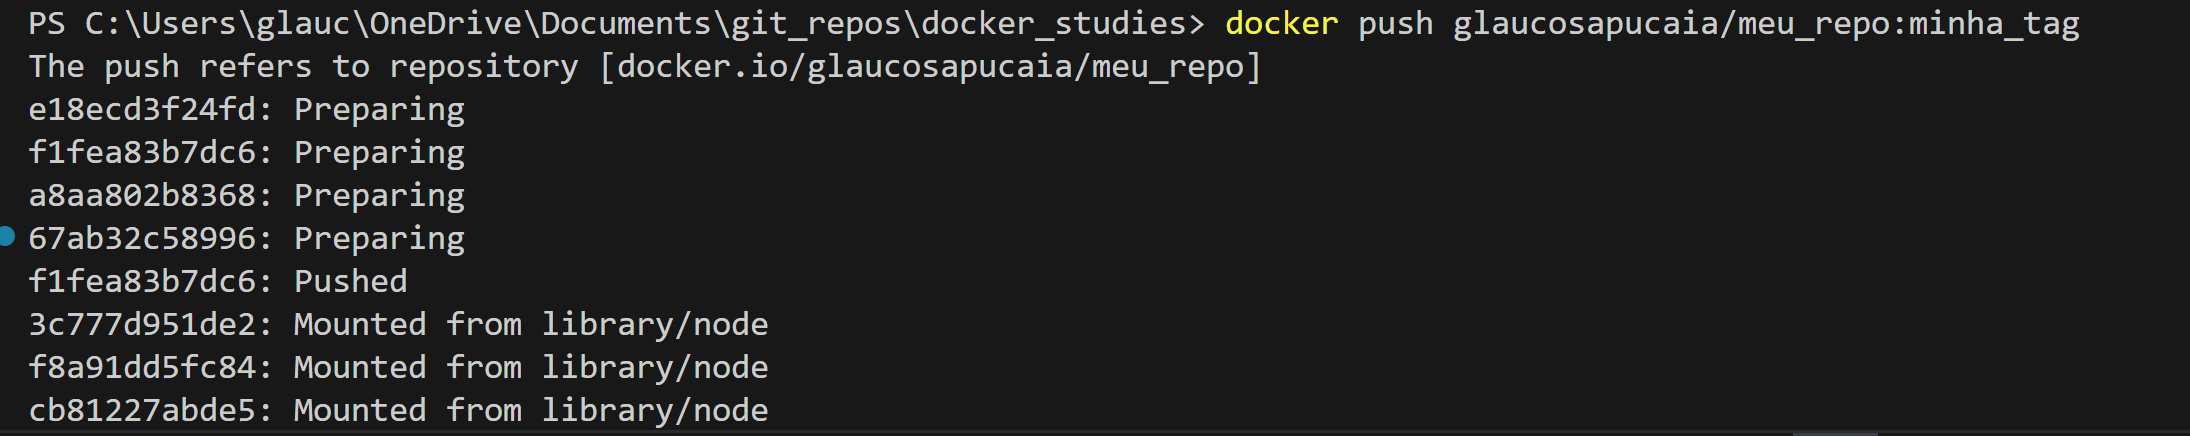 PS C:\Users\glauc\OneDrive\Documents\git_repos\docker_studies> docker push glaucosapucaia/meu_repo:minha_tag
The push refers to repository [docker.io/glaucosapucaia/meu_repo]
e18ecd3f24fd: Preparing
f1fea83b7dc6: Preparing
a8aa802b8368: Preparing
67ab32c58996: Preparing
f1fea83b7dc6: Pushed
3c777d951de2: Mounted from library/node
f8a91dd5fc84: Mounted from library/node
cb81227abde5: Mounted from library/node